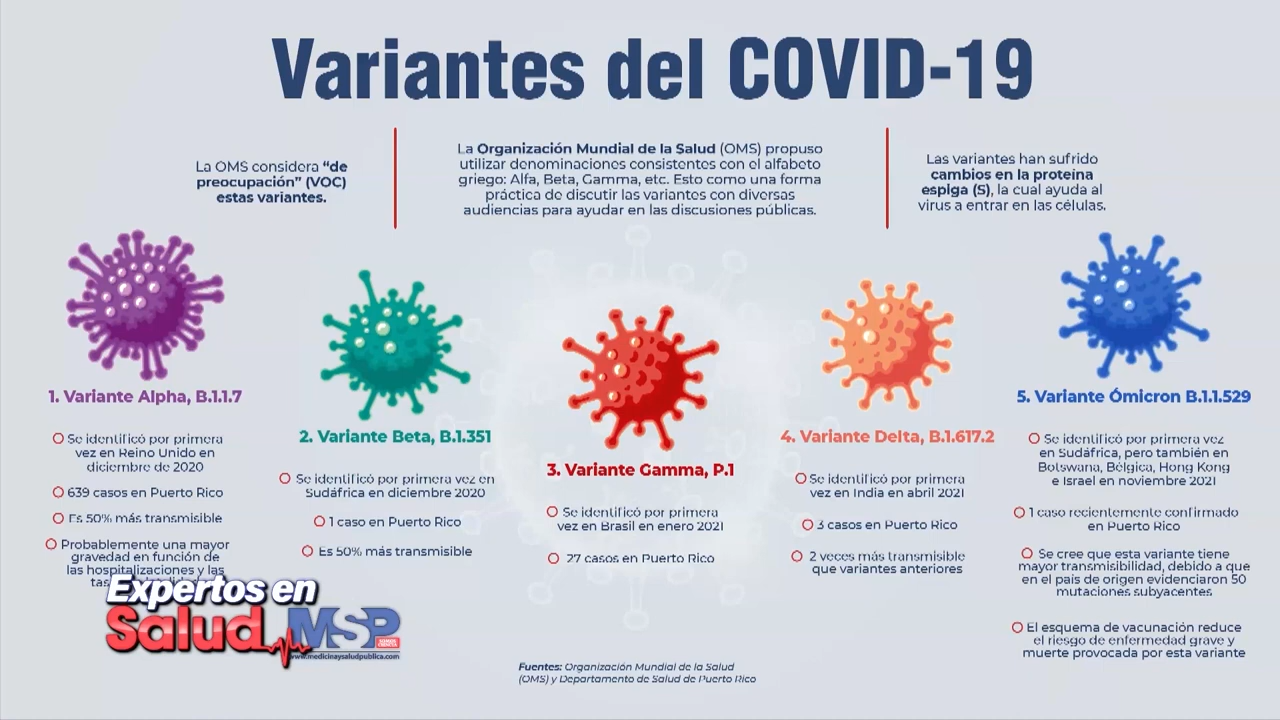 Variantes del COVID-19
La OMS considera “de
preocupación” (VOC)
estas variantes.
La Organización Mundial de la Salud (OMS) propuso
utilizar denominaciones consistentes con el alfabeto
griego: Alfa, Beta, Gamma, etc. Esto como una forma
práctica de discutir las variantes con diversas
audiencias para ayudar en las discusiones públicas.
Las variantes han sufrido
cambios en la proteína
espiga (S), la cual ayuda al
virus a entrar en las células.
1. Variante Alpha, B.1.1.7
Se identificó por primera
vez en Reino Unido en
diciembre de 2020
639 casos en Puerto Rico
Es 50% más transmisible
Probablemente una mayor
gravedad en función de
las hospitalizaciones y las
2. Variante Beta, B.1.351
Se identificó por primera vez en
Sudáfrica en diciembre 2020
1 caso en Puerto Rico
Es 50% más transmisible
3. Variante Gamma, P.1
Se identificó por primera
vez en Brasil en enero 2021
27 casos en Puerto Rico
4. Variante Delta, B.1.617.2
Se identificó por primera
vez en India en abril 2021
3 casos en Puerto Rico
2 veces más transmisible
que variantes anteriores
5. Variante Ómicron B.1.1.529
Se identificó por primera vez
en Sudáfrica, pero también en
Botswana, Bélgica, Hong Kong
e Israel en noviembre 2021
1 caso recientemente confirmado
en Puerto Rico
Se cree que esta variante tiene
mayor transmisibilidad, debido a que
en el país de origen evidenciaron 50
mutaciones subyacentes
El esquema de vacunación reduce
el riesgo de enfermedad grave y
muerte provocada por esta variante
Expertos en
Salud MSP
SOMOS CIENCIA
www.medicinaysaludpublica.com
Fuentes: Organización Mundial de la Salud
(OMS) y Departamento de Salud de Puerto Rico